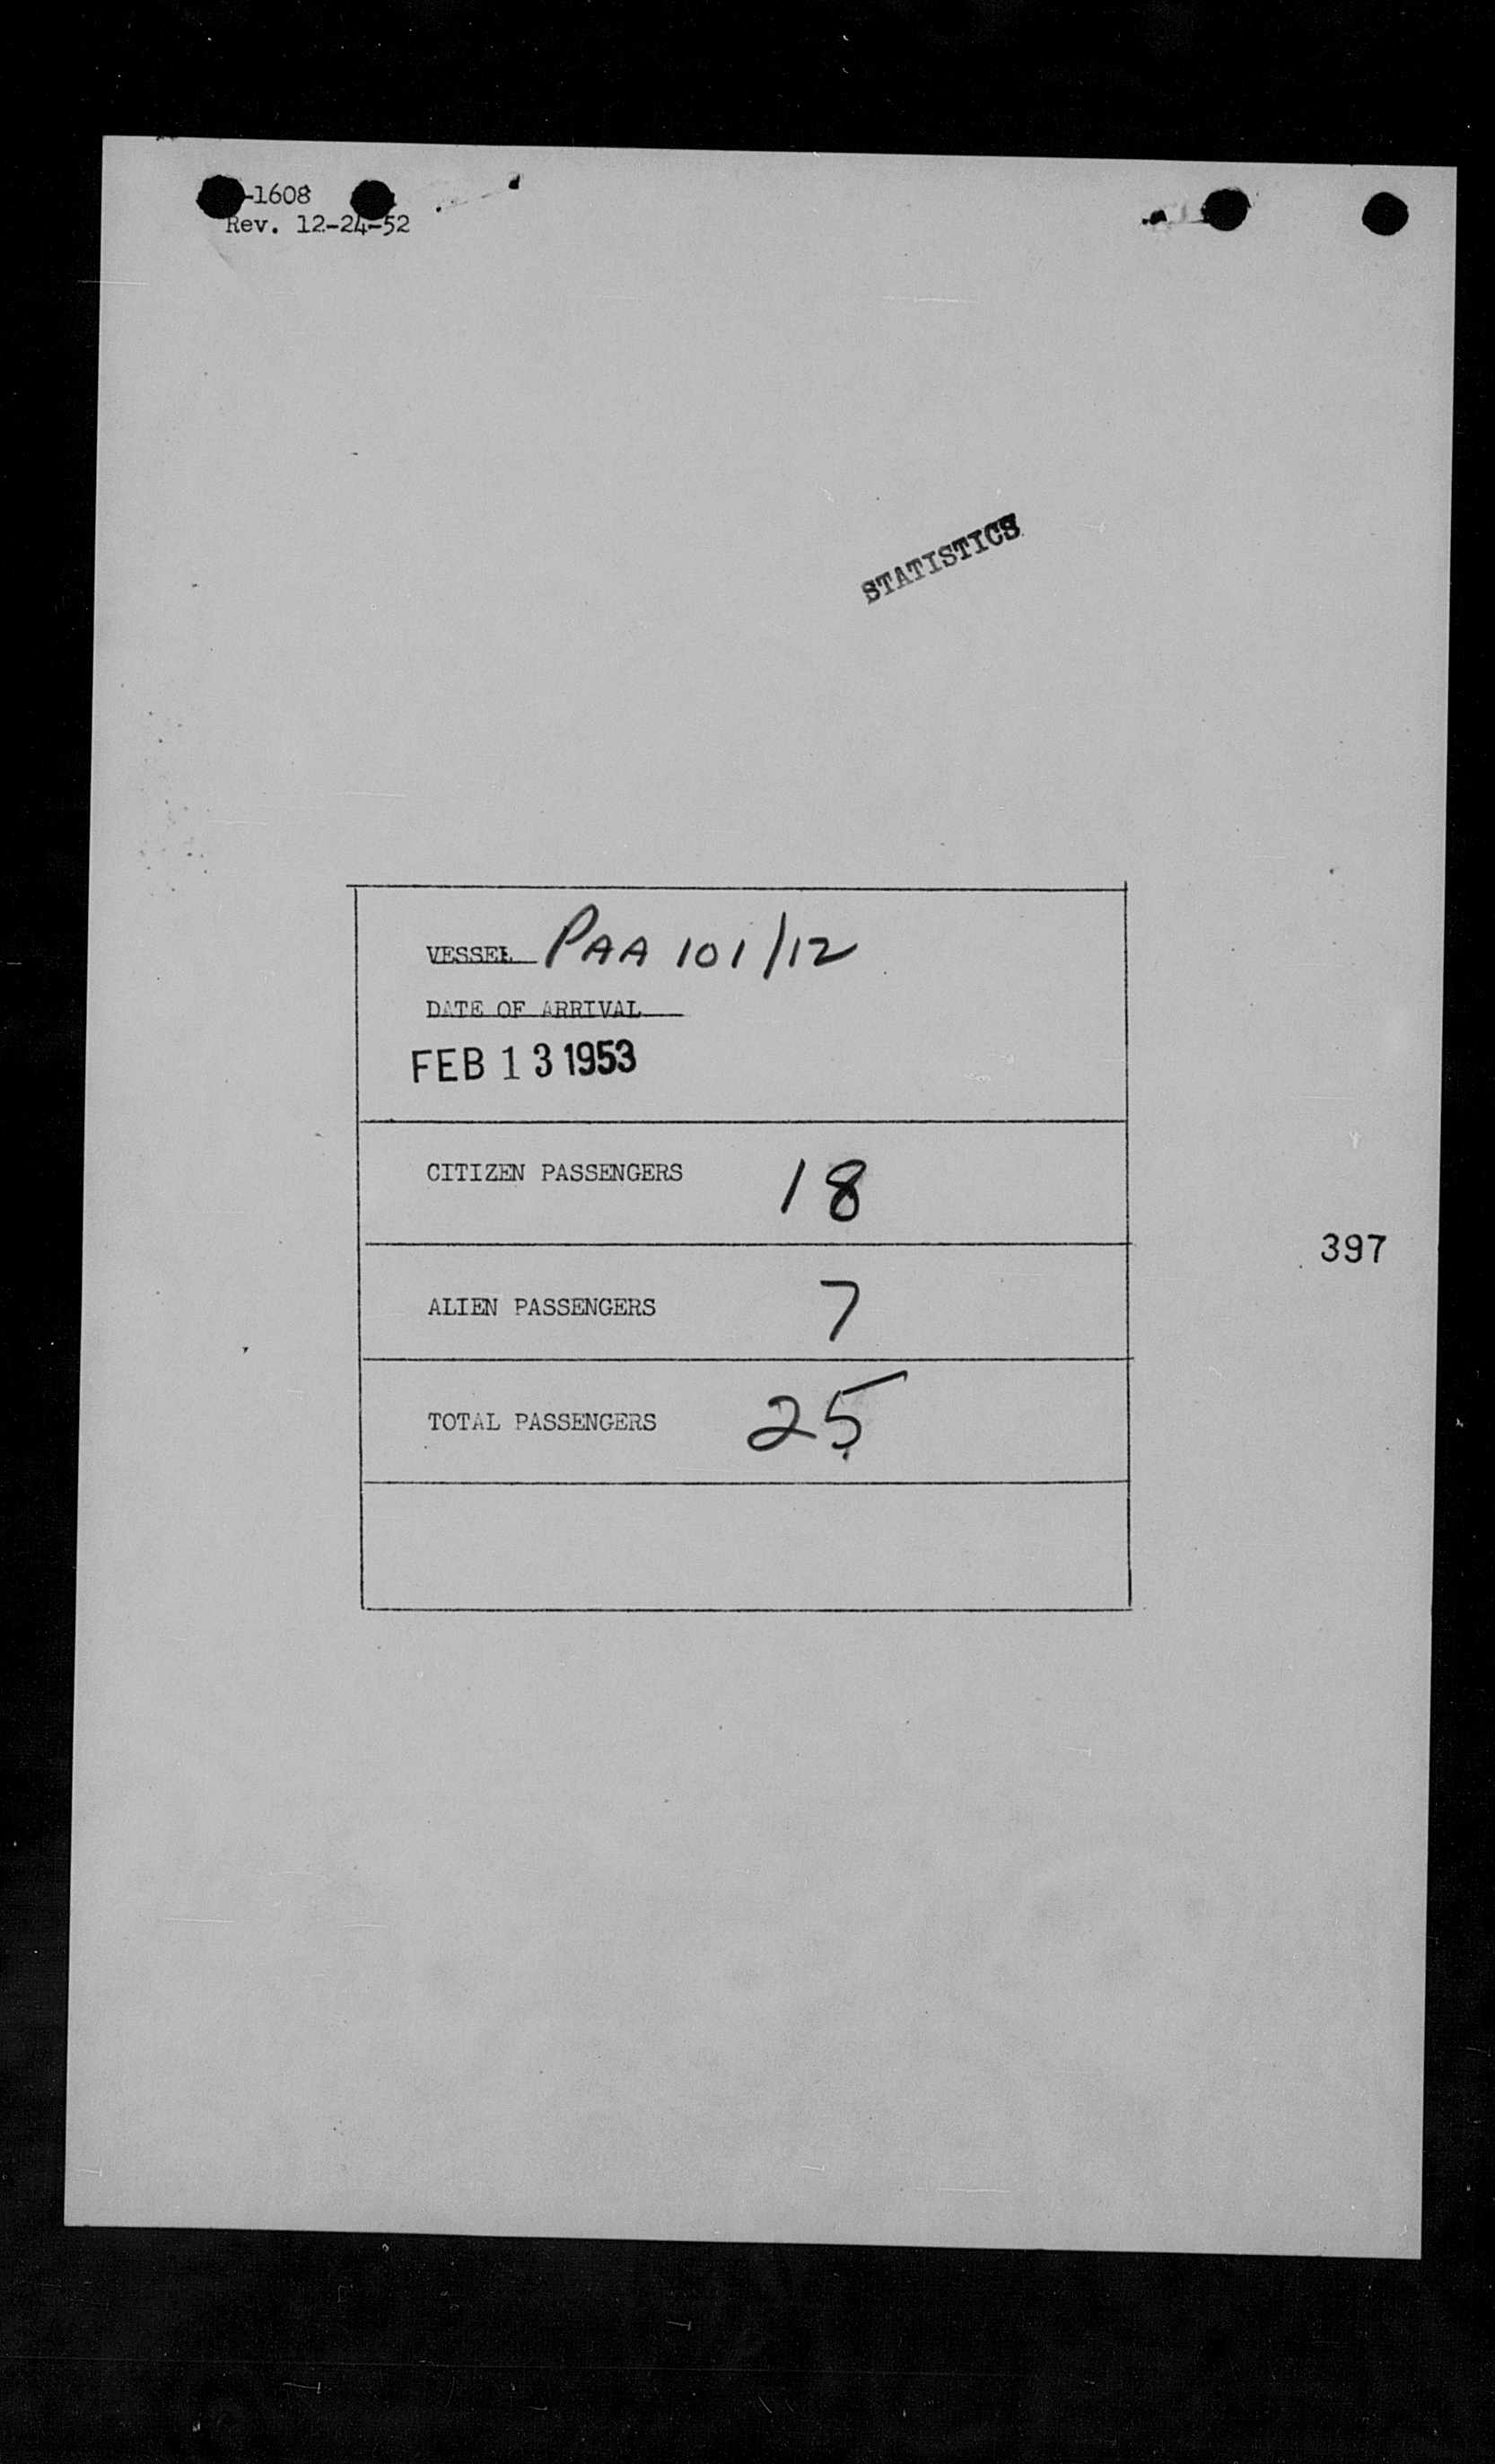 -1608
Rev. 12-24-52
STATISTICS
VESSEL PAA 101/12
DATE OF ARRIVAL
FEB 13 1953
CITIZEN PASSENGERS 18
397
ALIEN PASSENGERS 7
TOTAL PASSENGERS 25